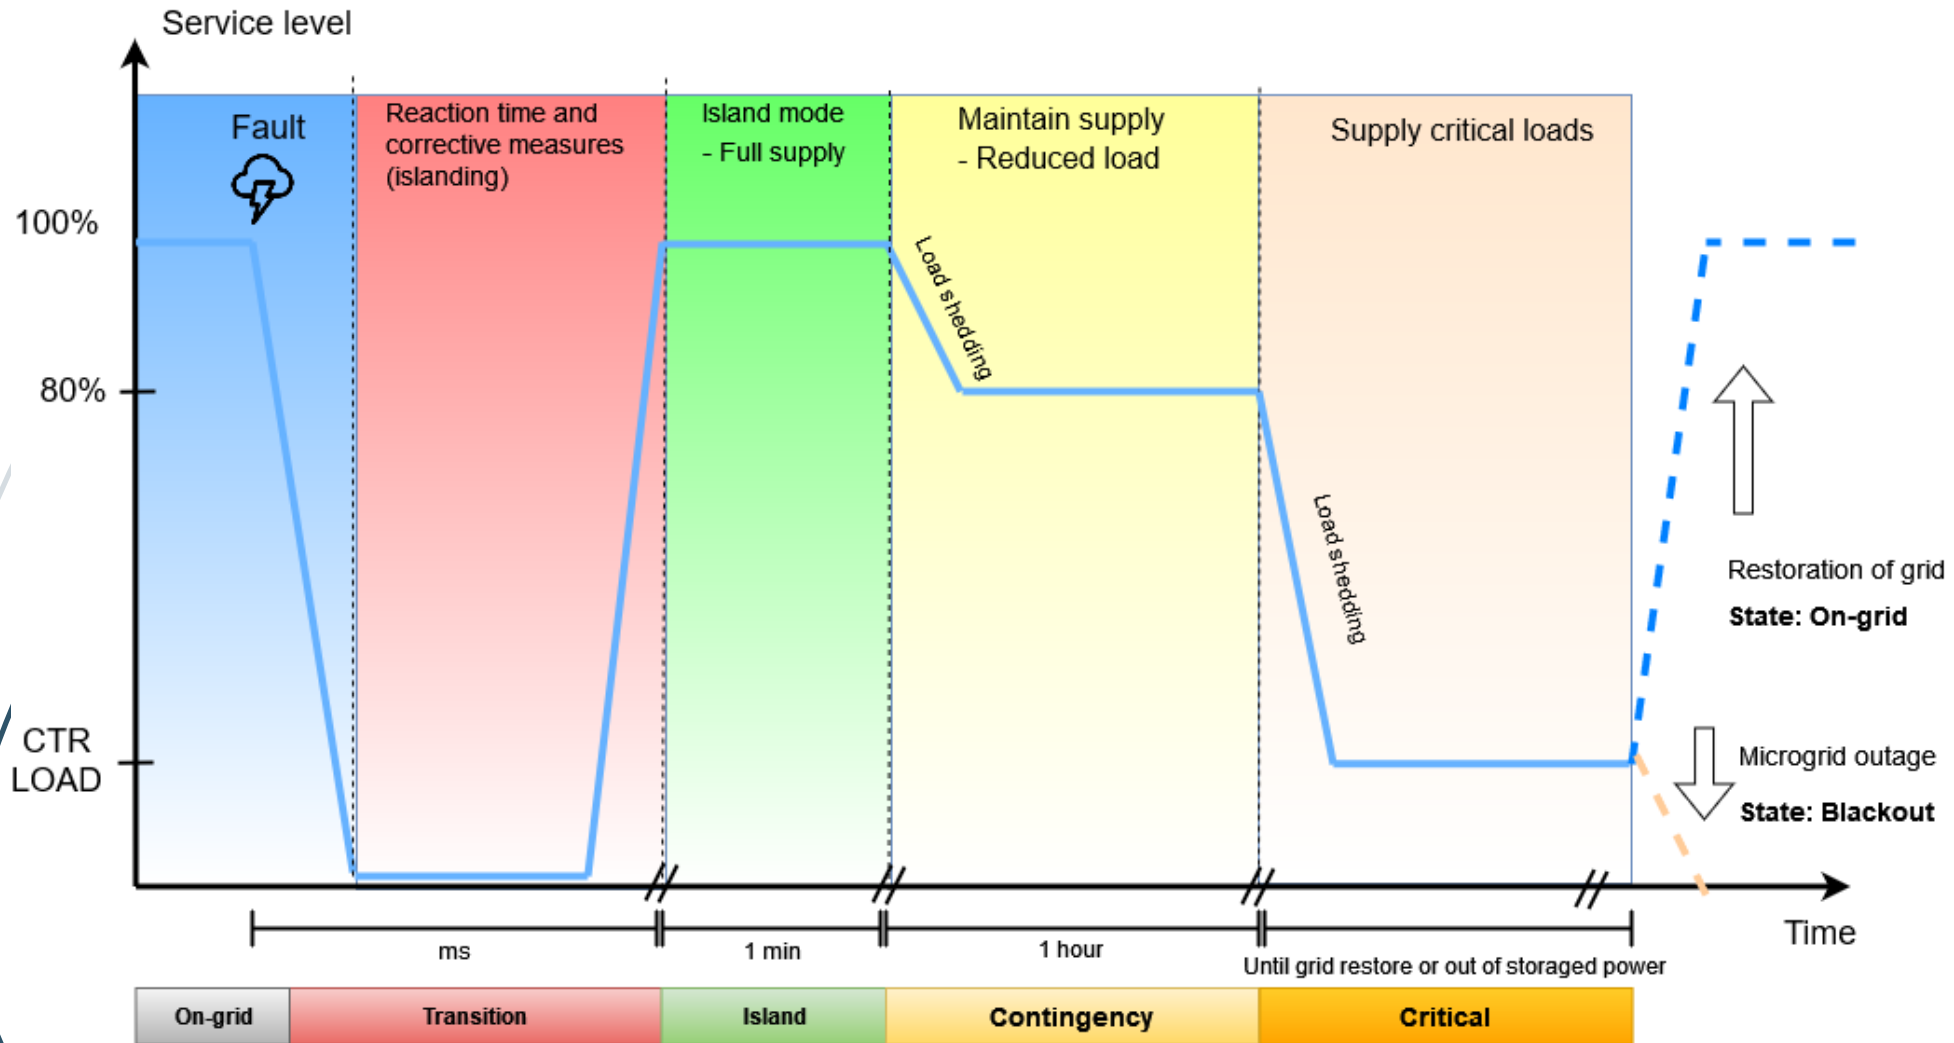 Service level
Fault
Reaction time and
corrective measures
(islanding)
Island mode
- Full supply
Maintain supply
- Reduced load
Supply critical loads
100%
80%
CTR
LOAD
Load shedding
Load shedding
Restoration of grid
State: On-grid
Microgrid outage
State: Blackout
Time
ms
1 min
1 hour
Until grid restore or out of storaged power
On-grid
Transition
Island
Contingency
Critical